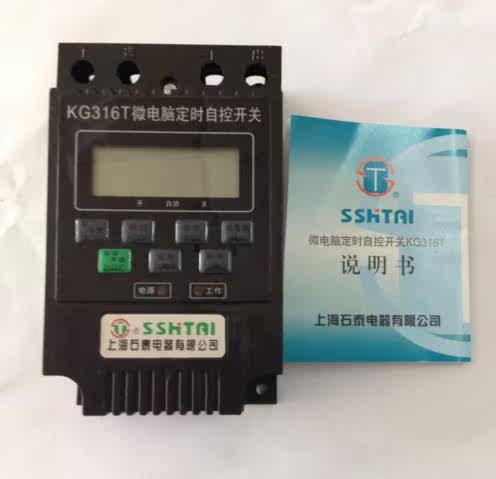 KG316T微电脑定时自控开关
开 自动 关
电源 工作
® SSHTAI
上海石泰电器有限公司
®
SSHTAI
微电脑定时自控开关KG316T
说明书
上海石泰电器有限公司